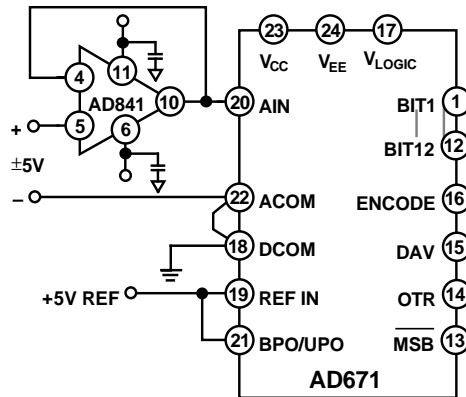 23 24 17
VCC VEE VLOGIC
11
4
AD841
10
20 AIN
BIT1 1
+ 5
6
BIT12 12
±5V
– 22 ACOM
ENCODE 16
18 DCOM
DAV 15
+5V REF 19 REF IN
OTR 14
21 BPO/UPO
MSB 13
AD671